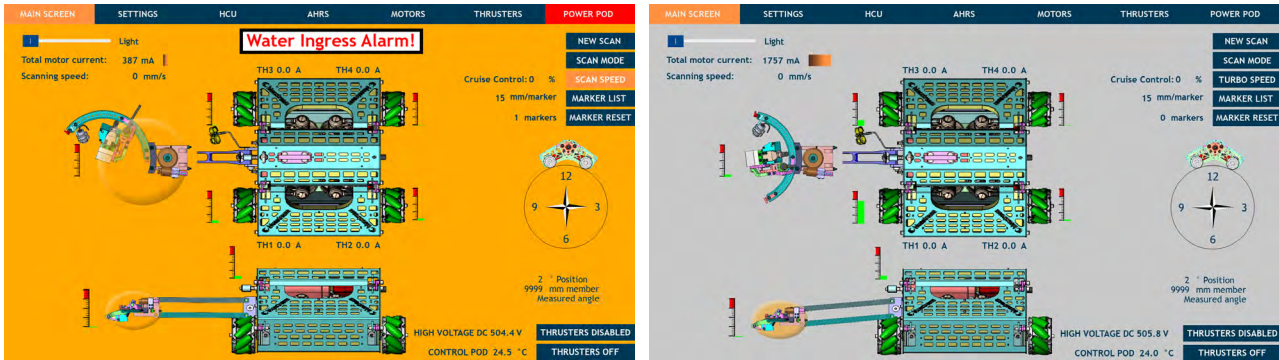 MAIN SCREEN SETTINGS HCU AHRS MOTORS THRUSTERS POWER POD
Light
Water Ingress Alarm!
NEW SCAN
Total motor current: 387 mA
SCAN MODE
TH3 0.0 A TH4 0.0 A
Scanning speed: 0 mm/s
Cruise Control: 0 %
SCAN SPEED
15 mm/marker
MARKER LIST
1 markers
MARKER RESET
12
9 3
6
TH1 0.0 A TH2 0.0 A
2 ° Position
9999 mm member
Measured angle
HIGH VOLTAGE DC 504.4 V
THRUSTERS DISABLED
CONTROL POD 24.5 °C
THRUSTERS OFF
MAIN SCREEN SETTINGS HCU AHRS MOTORS THRUSTERS POWER POD
Light
NEW SCAN
Total motor current: 1757 mA
SCAN MODE
TH3 0.0 A TH4 0.0 A
Scanning speed: 0 mm/s
Cruise Control: 0 %
TURBO SPEED
15 mm/marker
MARKER LIST
0 markers
MARKER RESET
12
9 3
6
TH1 0.0 A TH2 0.0 A
2 ° Position
9999 mm member
Measured angle
HIGH VOLTAGE DC 505.8 V
THRUSTERS DISABLED
CONTROL POD 24.0 °C
THRUSTERS OFF